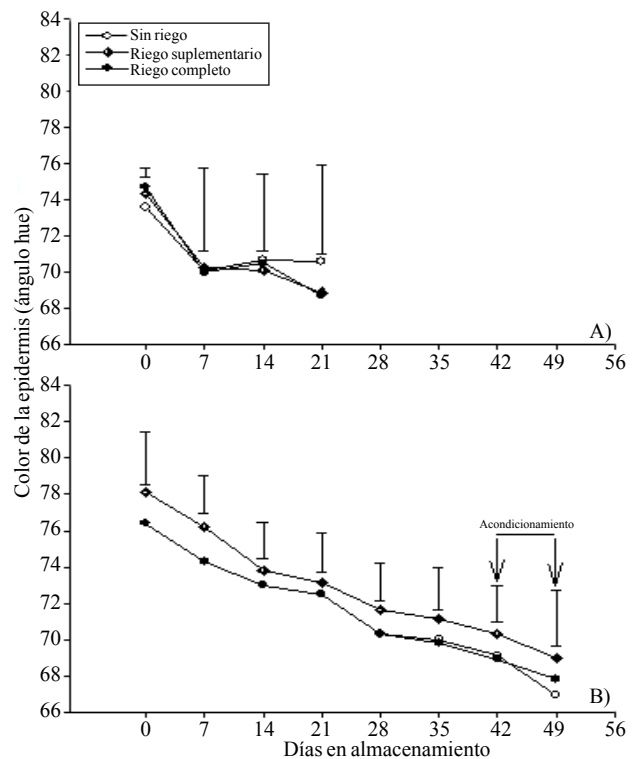 84
82
80
78
76
74
72
70
68
66
Sin riego
Riego suplementario
Riego completo
A)
0 7 14 21 28 35 42 49 56
Color de la epidermis (ángulo hue)
84
82
80
78
76
74
72
70
68
66
Acondicionamiento
B)
0 7 14 21 28 35 42 49 56
Días en almacenamiento